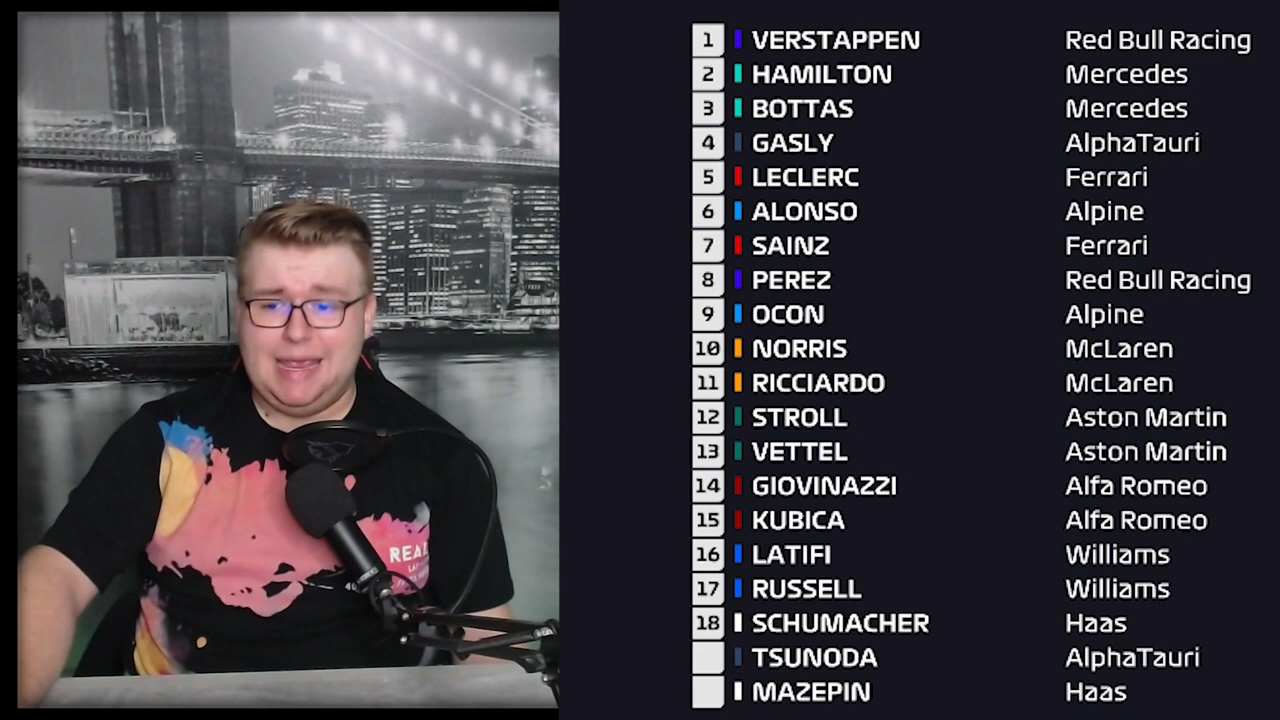 1 VERSTAPPEN Red Bull Racing
2 HAMILTON Mercedes
3 BOTTAS Mercedes
4 GASLY AlphaTauri
5 LECLERC Ferrari
6 ALONSO Alpine
7 SAINZ Ferrari
8 PEREZ Red Bull Racing
9 OCON Alpine
10 NORRIS McLaren
11 RICCIARDO McLaren
12 STROLL Aston Martin
13 VETTEL Aston Martin
14 GIOVINAZZI Alfa Romeo
15 KUBICA Alfa Romeo
16 LATIFI Williams
17 RUSSELL Williams
18 SCHUMACHER Haas
TSUNODA AlphaTauri
MAZEPIN Haas